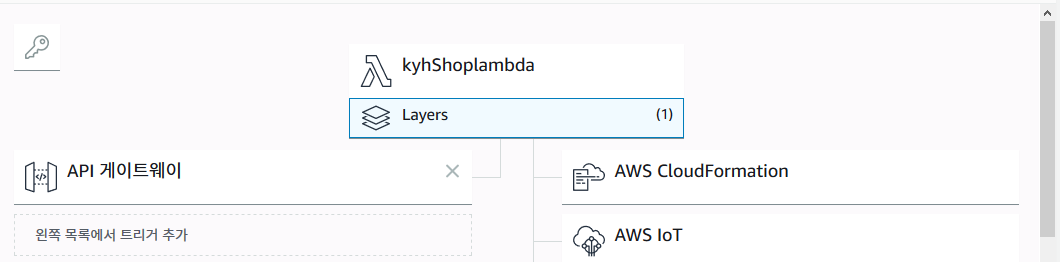 kyhShoplambda
Layers (1)
API 게이트웨이
왼쪽 목록에서 트리거 추가
AWS CloudFormation
AWS IoT